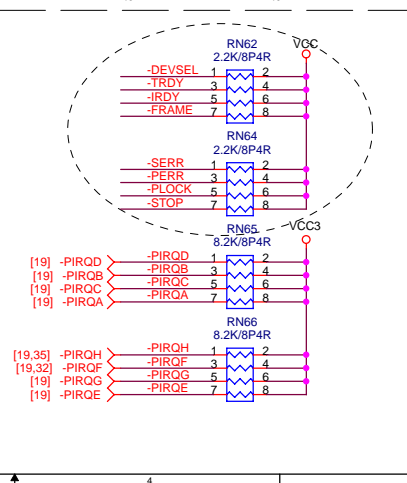 RN62
2.2K/8P4R
VCC
-DEVSEL 1 2
-TRDY 3 4
-IRDY 5 6
-FRAME 7 8
RN64
2.2K/8P4R
-SERR 1 2
-PERR 3 4
-PLOCK 5 6
-STOP 7 8
RN65
8.2K/8P4R
VCC3
[19] -PIRQD -PIRQD 1 2
[19] -PIRQB -PIRQB 3 4
[19] -PIRQC -PIRQC 5 6
[19] -PIRQA -PIRQA 7 8
RN66
8.2K/8P4R
[19,35] -PIRQH -PIRQH 1 2
[19,32] -PIRQF -PIRQF 3 4
[19] -PIRQG -PIRQG 5 6
[19] -PIRQE -PIRQE 7 8
4